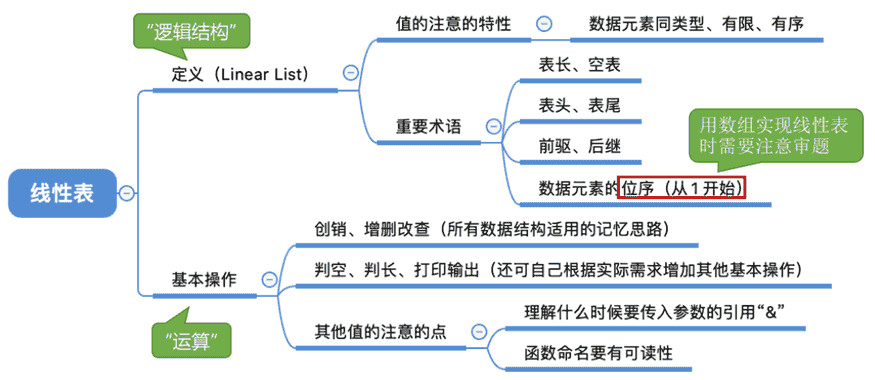 “逻辑结构”
值的注意的特性
数据元素同类型、有限、有序
定义（Linear List）
表长、空表
表头、表尾
重要术语
用数组实现线性表
时需要注意审题
前驱、后继
数据元素的位序（从1开始）
线性表
创销、增删改查（所有数据结构适用的记忆思路）
基本操作
判空、判长、打印输出（还可自己根据实际需求增加其他基本操作）
“运算”
其他值的注意的点
理解什么时候要传入参数的引用“&”
函数命名要有可读性